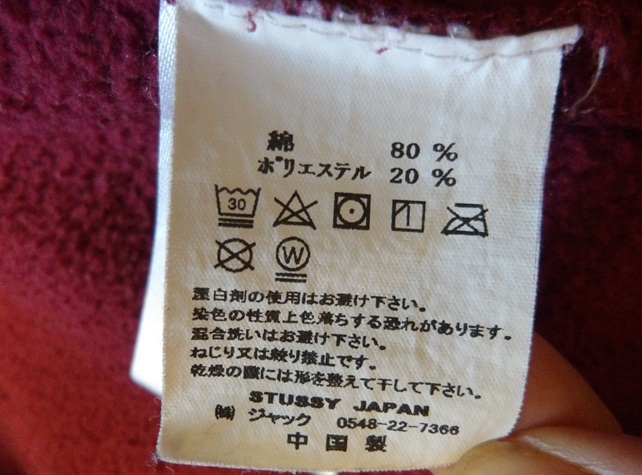 綿 80 %
ポリエステル 20 %
30
W
漂白剤の使用はお避け下さい。
染色の性質上色落ちする恐れがあります。
混合洗いはお避け下さい。
ねじり又は絞り禁止です。
乾燥の際には形を整えて干して下さい。
STUSSY JAPAN
㈱ ジャック 0548-22-7366
中国製